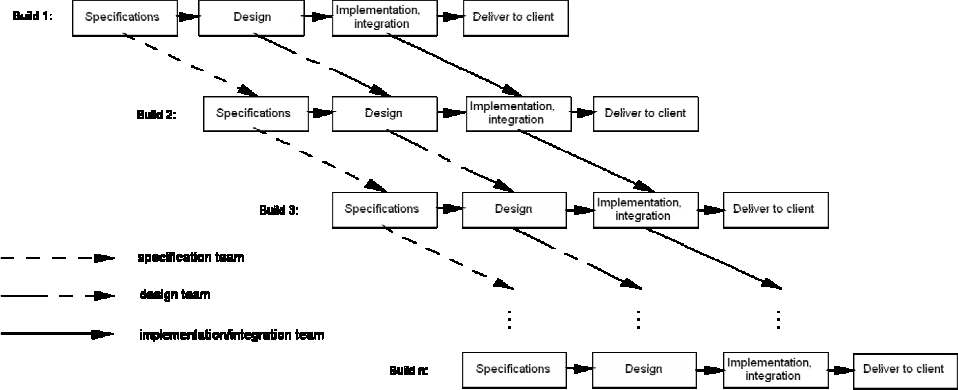 Build 1:
Specifications
Design
Implementation,
integration
Deliver to client
Build 2:
Specifications
Design
Implementation,
integration
Deliver to client
Build 3:
Specifications
Design
Implementation,
integration
Deliver to client
specification team
design team
implementation/integration team
Build n:
Specifications
Design
Implementation,
integration
Deliver to client